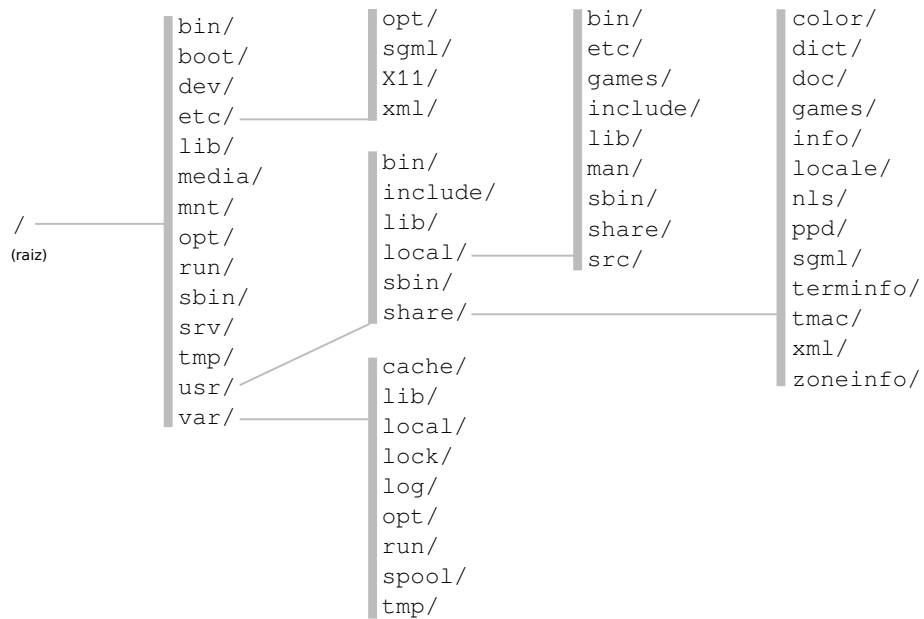 /
(raiz)
bin/
boot/
dev/
etc/
lib/
media/
mnt/
opt/
run/
sbin/
srv/
tmp/
usr/
var/
opt/
sgml/
X11/
xml/
bin/
include/
lib/
local/
sbin/
share/
cache/
lib/
local/
lock/
log/
opt/
run/
spool/
tmp/
bin/
etc/
games/
include/
lib/
man/
sbin/
share/
src/
color/
dict/
doc/
games/
info/
locale/
nls/
ppd/
sgml/
terminfo/
tmac/
xml/
zoneinfo/